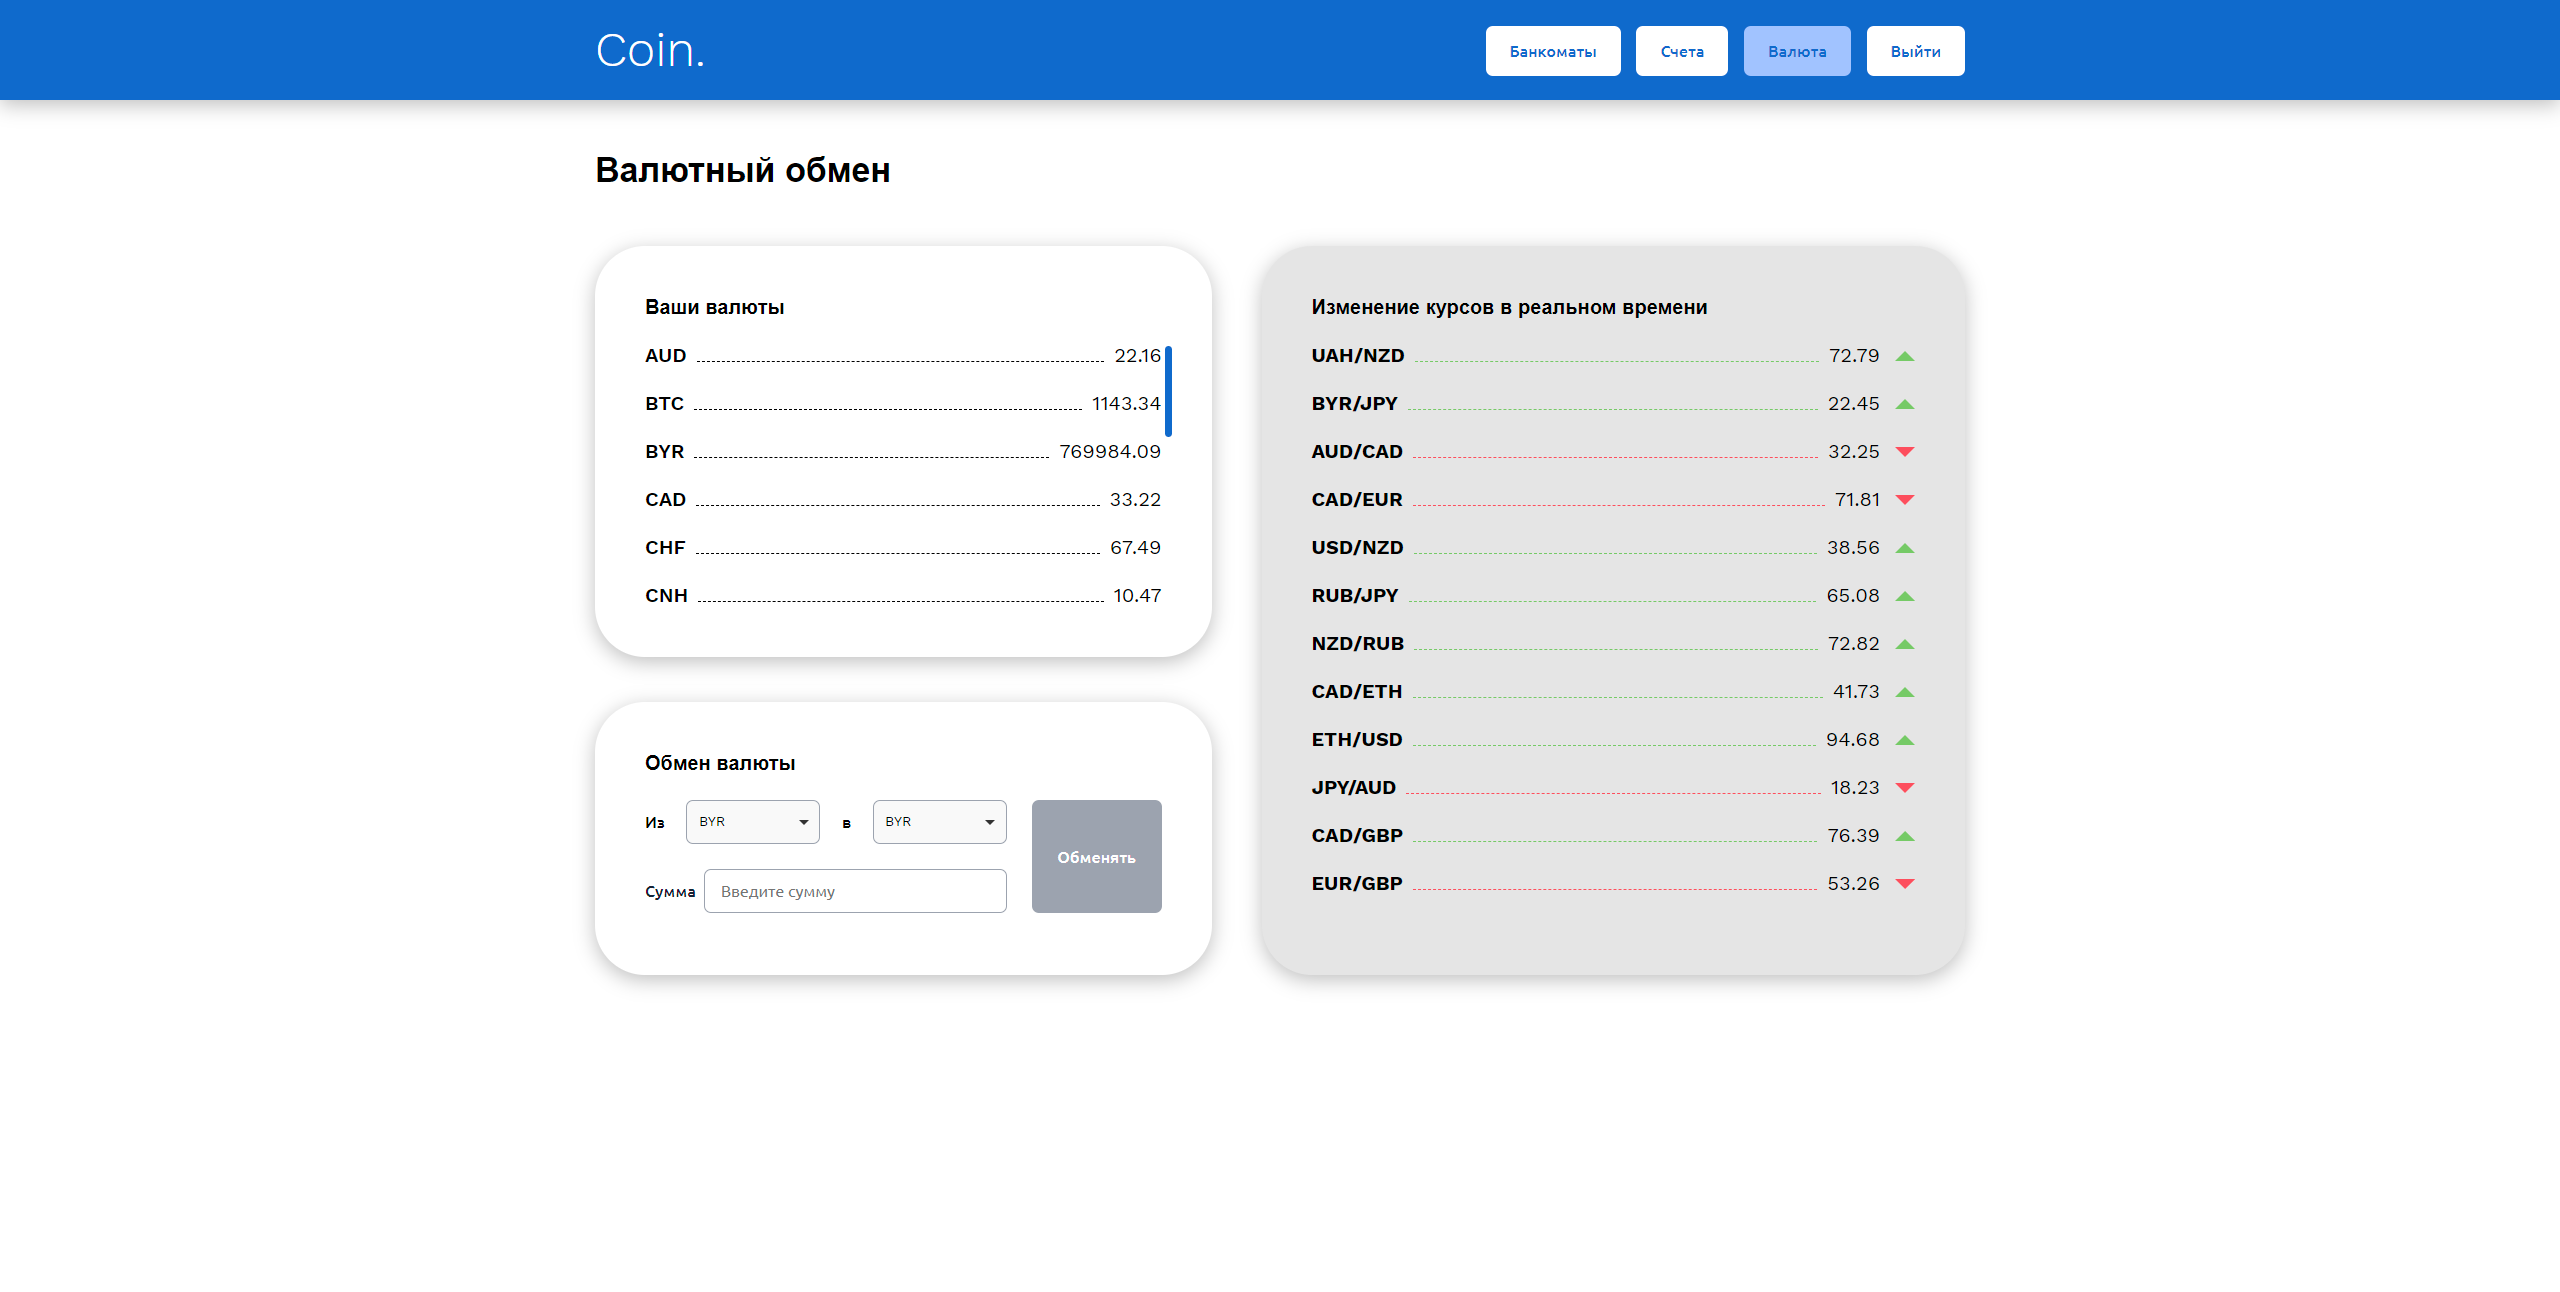 Coin.
Банкоматы
Счета
Валюта
Выйти
Валютный обмен
Ваши валюты
AUD 22.16
BTC 1143.34
BYR 769984.09
CAD 33.22
CHF 67.49
CNH 10.47
Обмен валюты
Из BYR в BYR
Сумма Введите сумму
Обменять
Изменение курсов в реальном времени
UAH/NZD 72.79
BYR/JPY 22.45
AUD/CAD 32.25
CAD/EUR 71.81
USD/NZD 38.56
RUB/JPY 65.08
NZD/RUB 72.82
CAD/ETH 41.73
ETH/USD 94.68
JPY/AUD 18.23
CAD/GBP 76.39
EUR/GBP 53.26